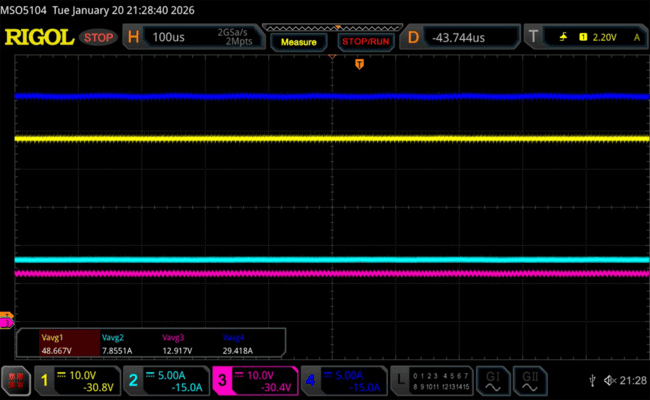 MSO5104 Tue January 20 21:28:40 2026
RIGOL STOP H 100us 2GSa/s 2Mpts Measure STOP/RUN D -43.744us T 1 2.20V A
T
Vavg1 Vavg2 Vavg3 Vavg4
48.667V 7.8551A 12.917V 29.418A
1 10.0V -30.8V 2 5.00A -15.0A 3 10.0V -30.4V 4 5.00A -15.0A L 0 1 2 3 4 5 6 7 8 9 10 11 12 13 14 15 GI GII 21:28